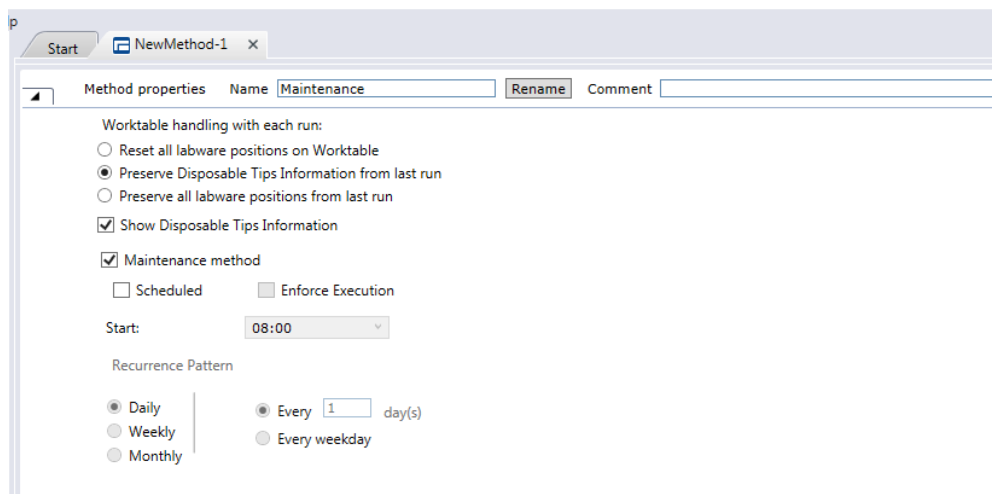 lp
Start NewMethod-1
Method properties Name Maintenance Rename Comment
Worktable handling with each run:
Reset all labware positions on Worktable
Preserve Disposable Tips Information from last run
Preserve all labware positions from last run
Show Disposable Tips Information
Maintenance method
Scheduled Enforce Execution
Start: 08:00
Recurrence Pattern
Daily Every 1 day(s)
Weekly Every weekday
Monthly